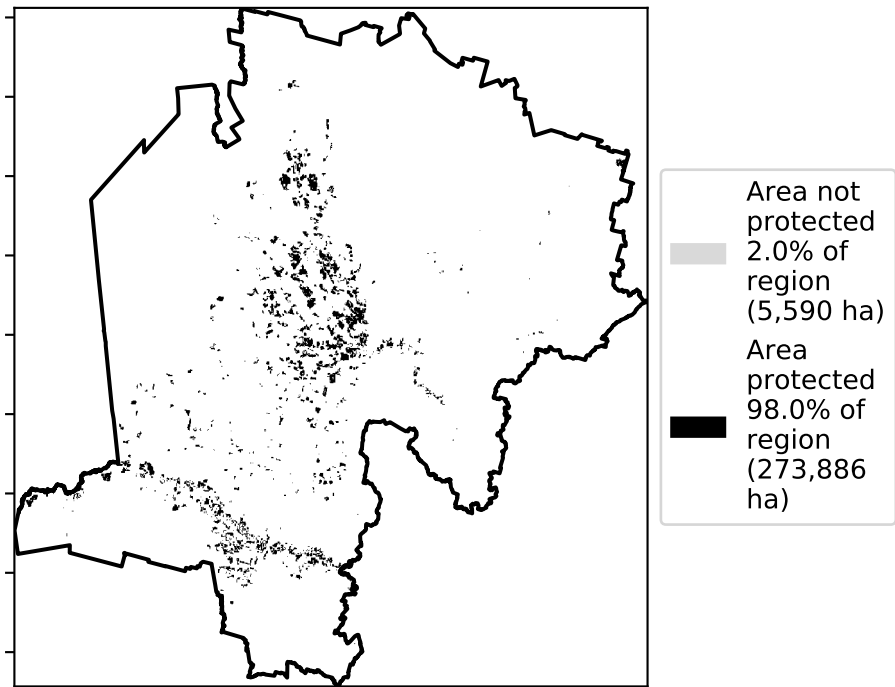 Area not
protected
2.0% of
region
(5,590 ha)
Area
protected
98.0% of
region
(273,886
ha)